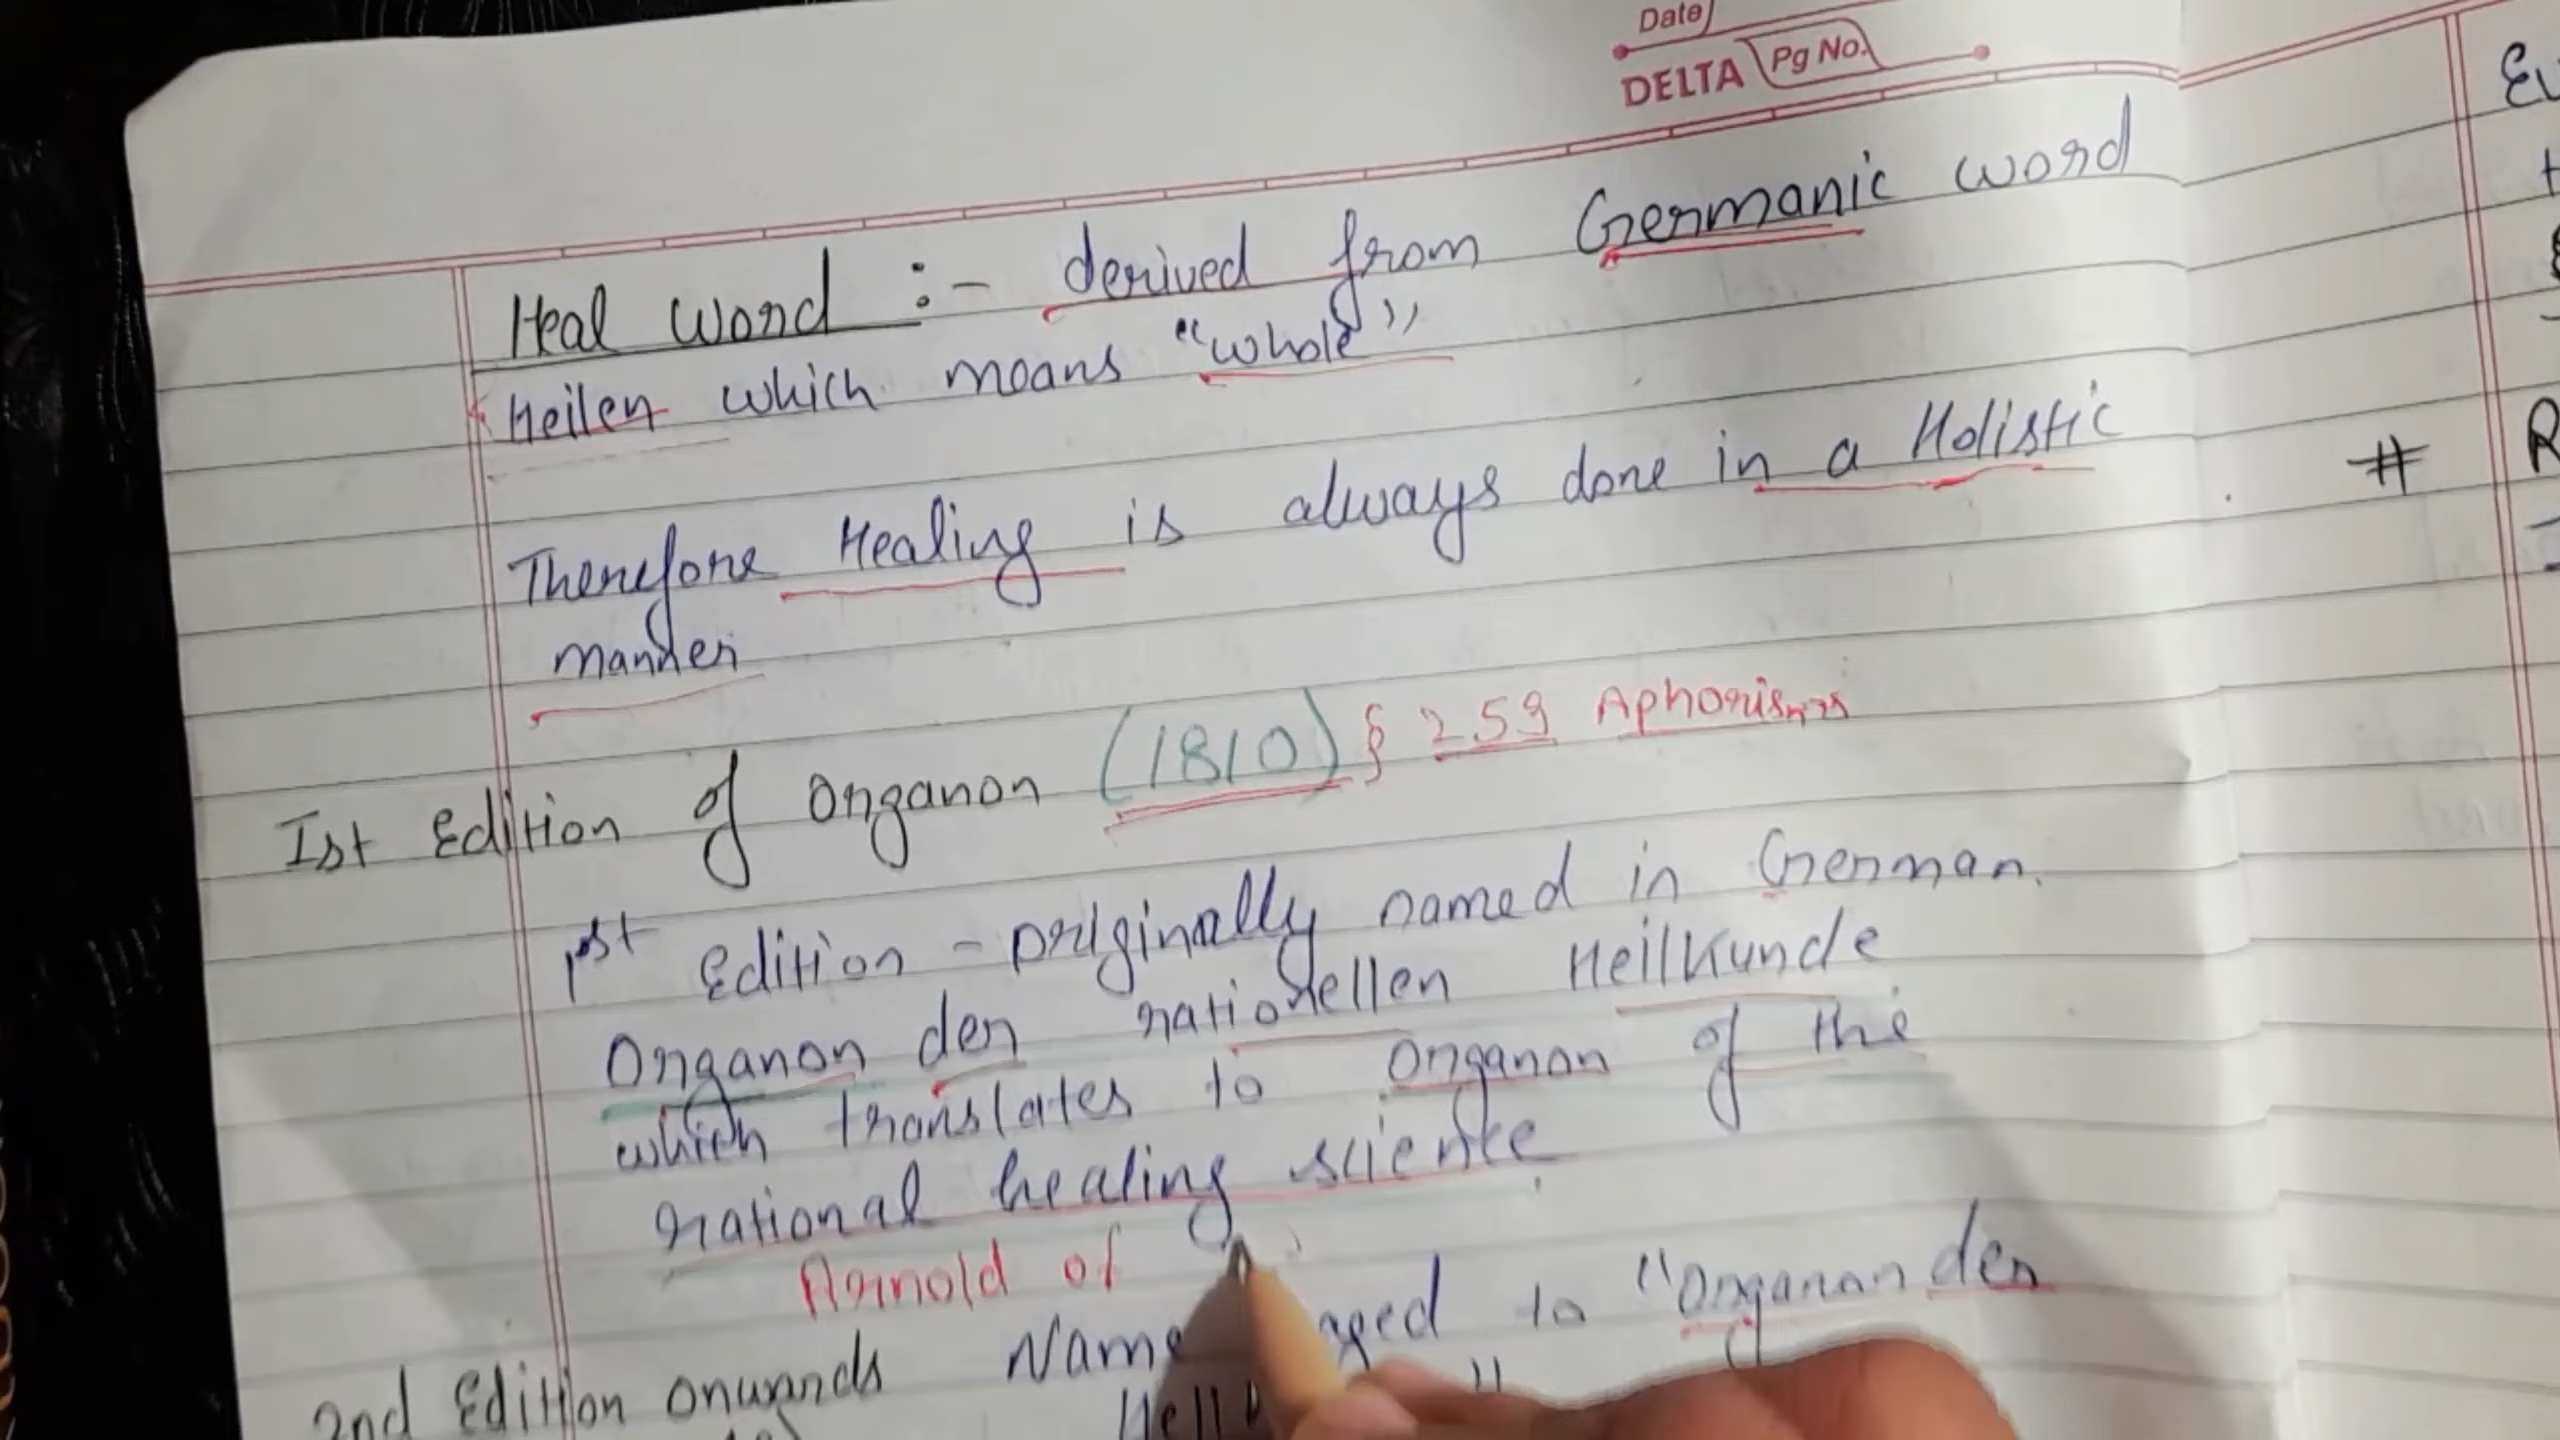 Date
DELTA Pg No.
Heal Word :- derived from Germanic word
Heilen which means "whole"
Therefore Healing is always done in a Holistic
manner
#
Ist Edition of Organon (1810) § 259 Aphorisms
1st Edition - originally named in German
Organon der rationellen Heilkunde
which translates to Organon of the
rational healing science
Arnold of
2nd Edition onwards Name to "Organon der